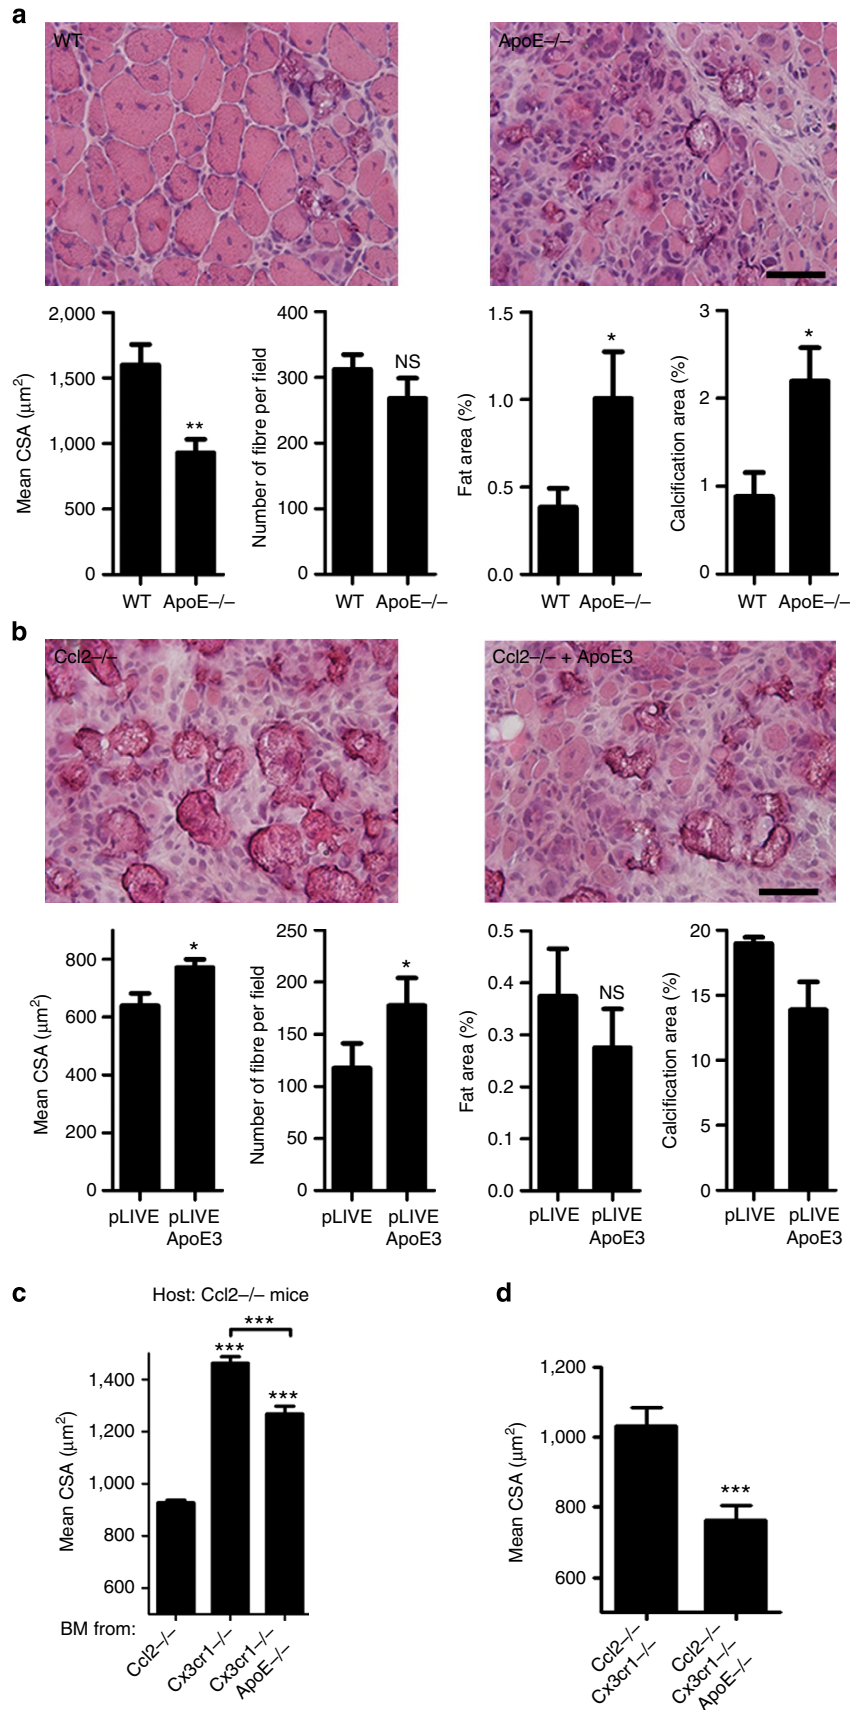 a
WT
ApoE–/–
Mean CSA (μm2)
2,000
1,500
1,000
500
0
**
WT ApoE–/–
Number of fibre per field
400
300
200
100
0
NS
WT ApoE–/–
Fat area (%)
1.5
1.0
0.5
0.0
*
WT ApoE–/–
Calcification area (%)
3
2
1
0
*
WT ApoE–/–
b
Ccl2–/–
Ccl2–/– + ApoE3
Mean CSA (μm2)
800
600
400
200
0
*
pLIVE pLIVE
ApoE3
Number of fibre per field
250
200
150
100
50
0
*
pLIVE pLIVE
ApoE3
Fat area (%)
0.5
0.4
0.3
0.2
0.1
0.0
NS
pLIVE pLIVE
ApoE3
Calcification area (%)
20
15
10
5
0
pLIVE pLIVE
ApoE3
c
Host: Ccl2–/– mice
***
***
***
Mean CSA (μm2)
1,400
1,200
1,000
800
600
BM from:
Ccl2–/–
Cx3cr1–/–
Cx3cr1–/–
ApoE–/–
d
Mean CSA (μm2)
1,200
1,000
800
600
***
Ccl2–/–
Cx3cr1–/–
Ccl2–/–
Cx3cr1–/–
ApoE–/–